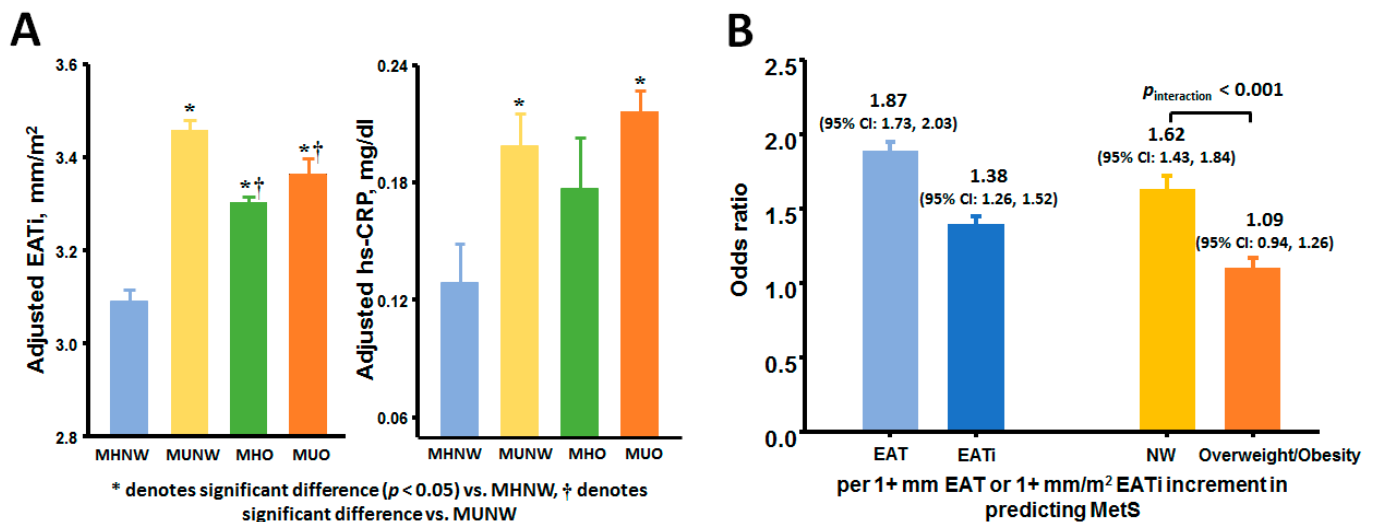 A
Adjusted EATi, mm/m²
3.6
3.4
3.2
3.0
2.8
*
*†
*†
MHNW MUNW MHO MUO
Adjusted hs-CRP, mg/dl
0.24
0.18
0.12
0.06
*
*
MHNW MUNW MHO MUO
* denotes significant difference (p < 0.05) vs. MHNW, † denotes
significant difference vs. MUNW
B
Odds ratio
2.5
2.0
1.5
1.0
0.5
0.0
1.87
(95% CI: 1.73, 2.03)
1.38
(95% CI: 1.26, 1.52)
pinteraction < 0.001
1.62
(95% CI: 1.43, 1.84)
1.09
(95% CI: 0.94, 1.26)
EAT EATi NW Overweight/Obesity
per 1+ mm EAT or 1+ mm/m² EATi increment in
predicting MetS